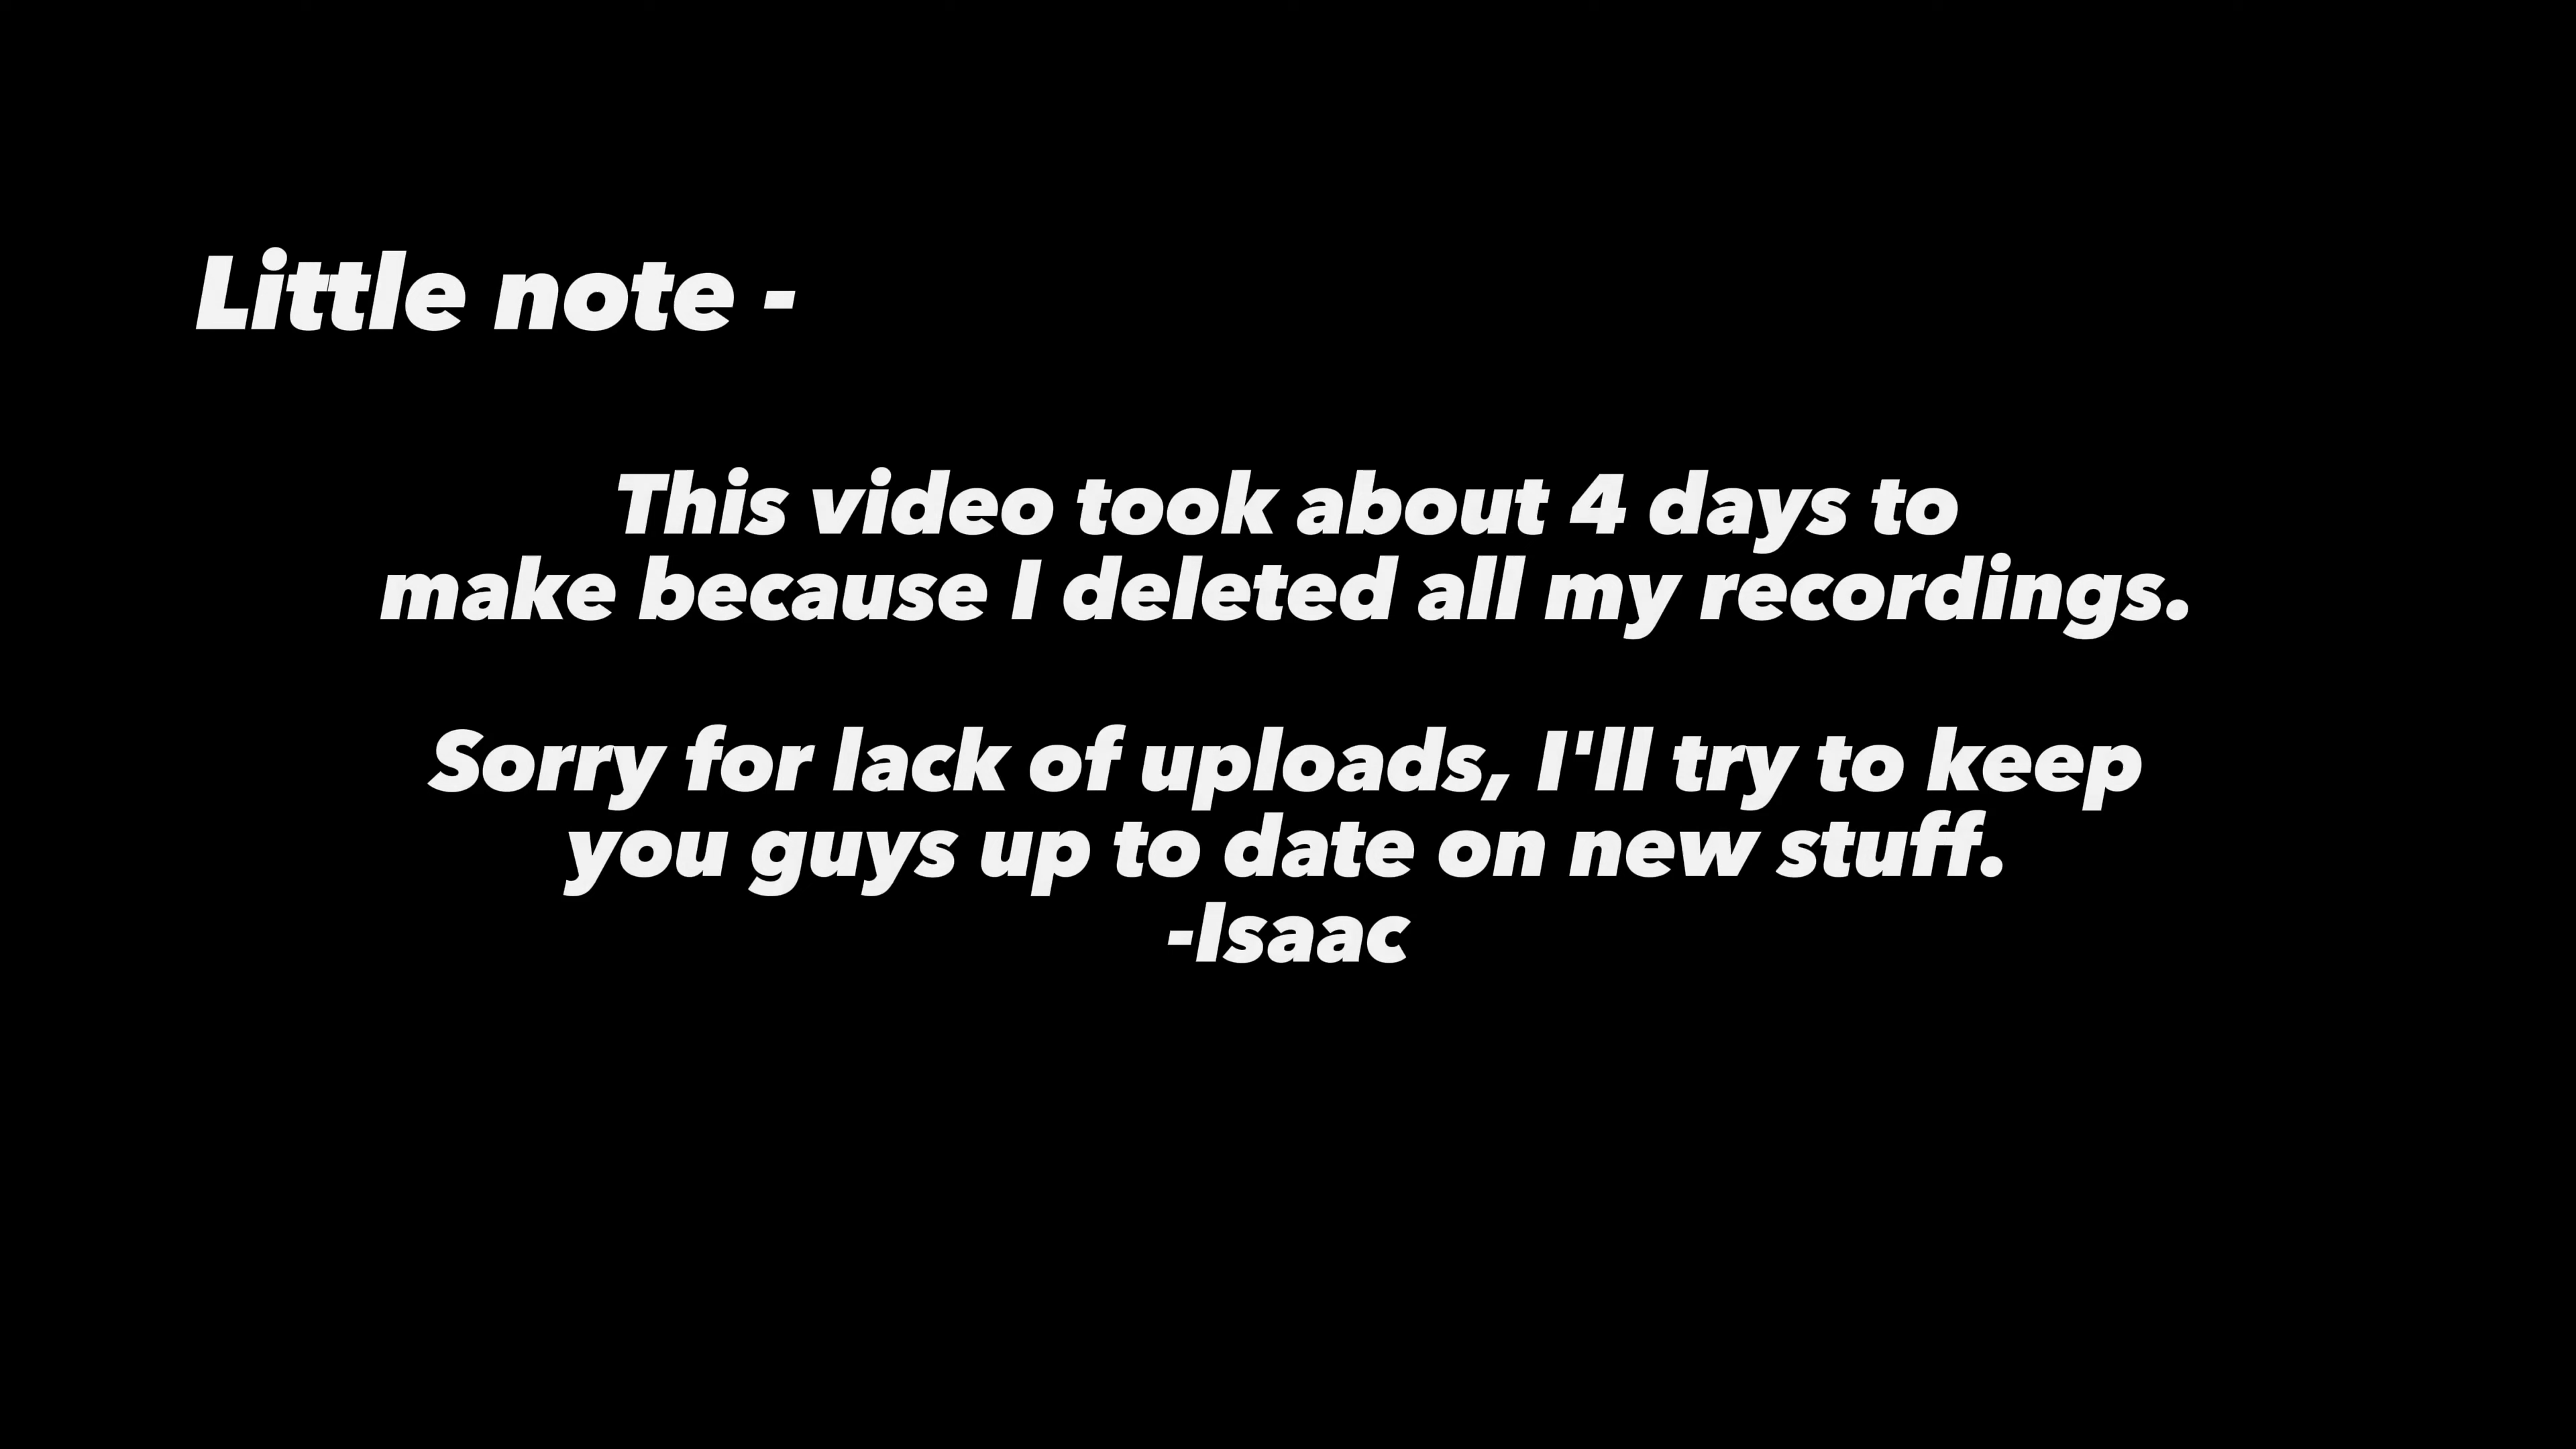 Little note -
This video took about 4 days to
make because I deleted all my recordings.
Sorry for lack of uploads, I'll try to keep
you guys up to date on new stuff.
-Isaac